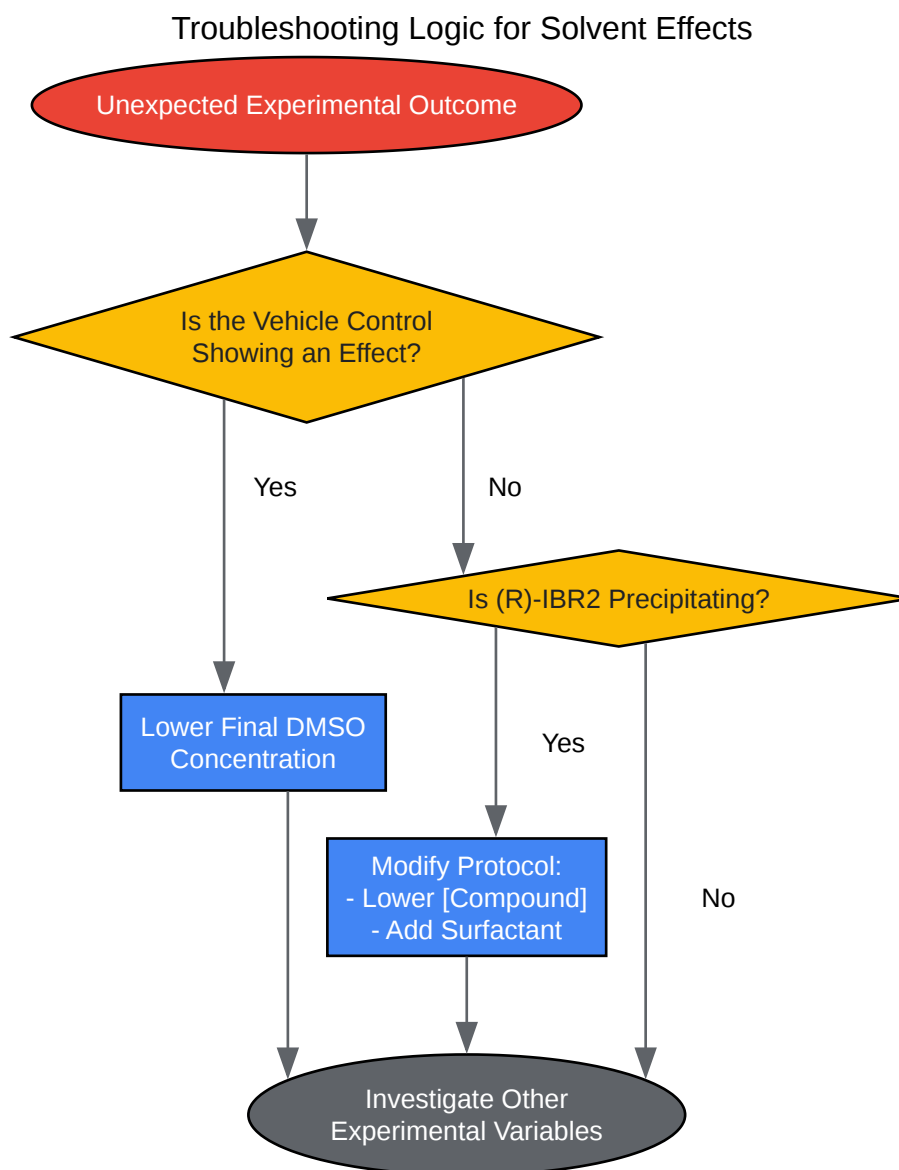 Troubleshooting Logic for Solvent Effects
Unexpected Experimental Outcome
Is the Vehicle Control
Showing an Effect?
Yes
No
Is (R)-IBR2 Precipitating?
Lower Final DMSO
Concentration
Yes
Modify Protocol:
- Lower [Compound]
- Add Surfactant
No
Investigate Other
Experimental Variables